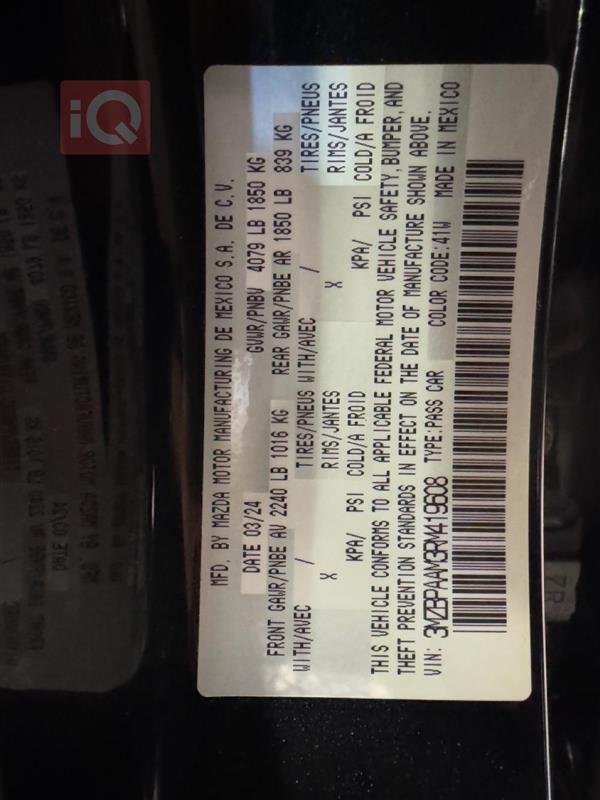 iQ
MFD. BY MAZDA MOTOR MANUFACTURING DE MEXICO S.A. DE C.V.
DATE 03/24 GVWR/PNBV 4079 LB 1850 KG
FRONT GAWR/PNBE AV 2240 LB 1016 KG REAR GAWR/PNBE AR 1850 LB 839 KG
WITH/AVEC / TIRES/PNEUS WITH/AVEC / TIRES/PNEUS
X RIMS/JANTES X RIMS/JANTES
KPA/ PSI COLD/A FROID KPA/ PSI COLD/A FROID
THIS VEHICLE CONFORMS TO ALL APPLICABLE FEDERAL MOTOR VEHICLE SAFETY, BUMPER, AND
THEFT PREVENTION STANDARDS IN EFFECT ON THE DATE OF MANUFACTURE SHOWN ABOVE.
VIN: 3MZBPAAM3RM419608 TYPE:PASS CAR COLOR CODE:41W MADE IN MEXICO